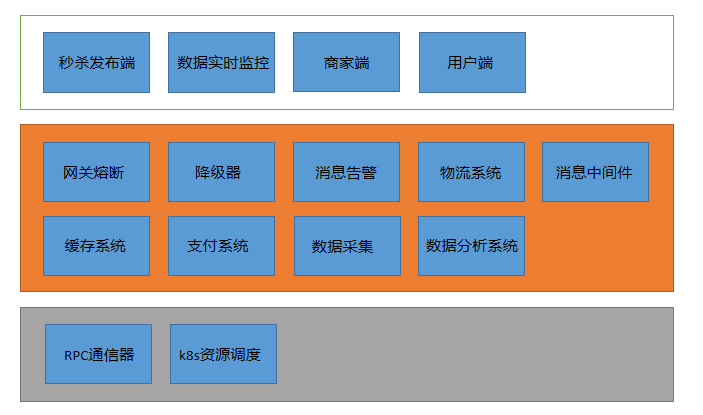 秒杀发布端
数据实时监控
商家端
用户端
网关熔断
降级器
消息告警
物流系统
消息中间件
缓存系统
支付系统
数据采集
数据分析系统
RPC通信器
k8s资源调度